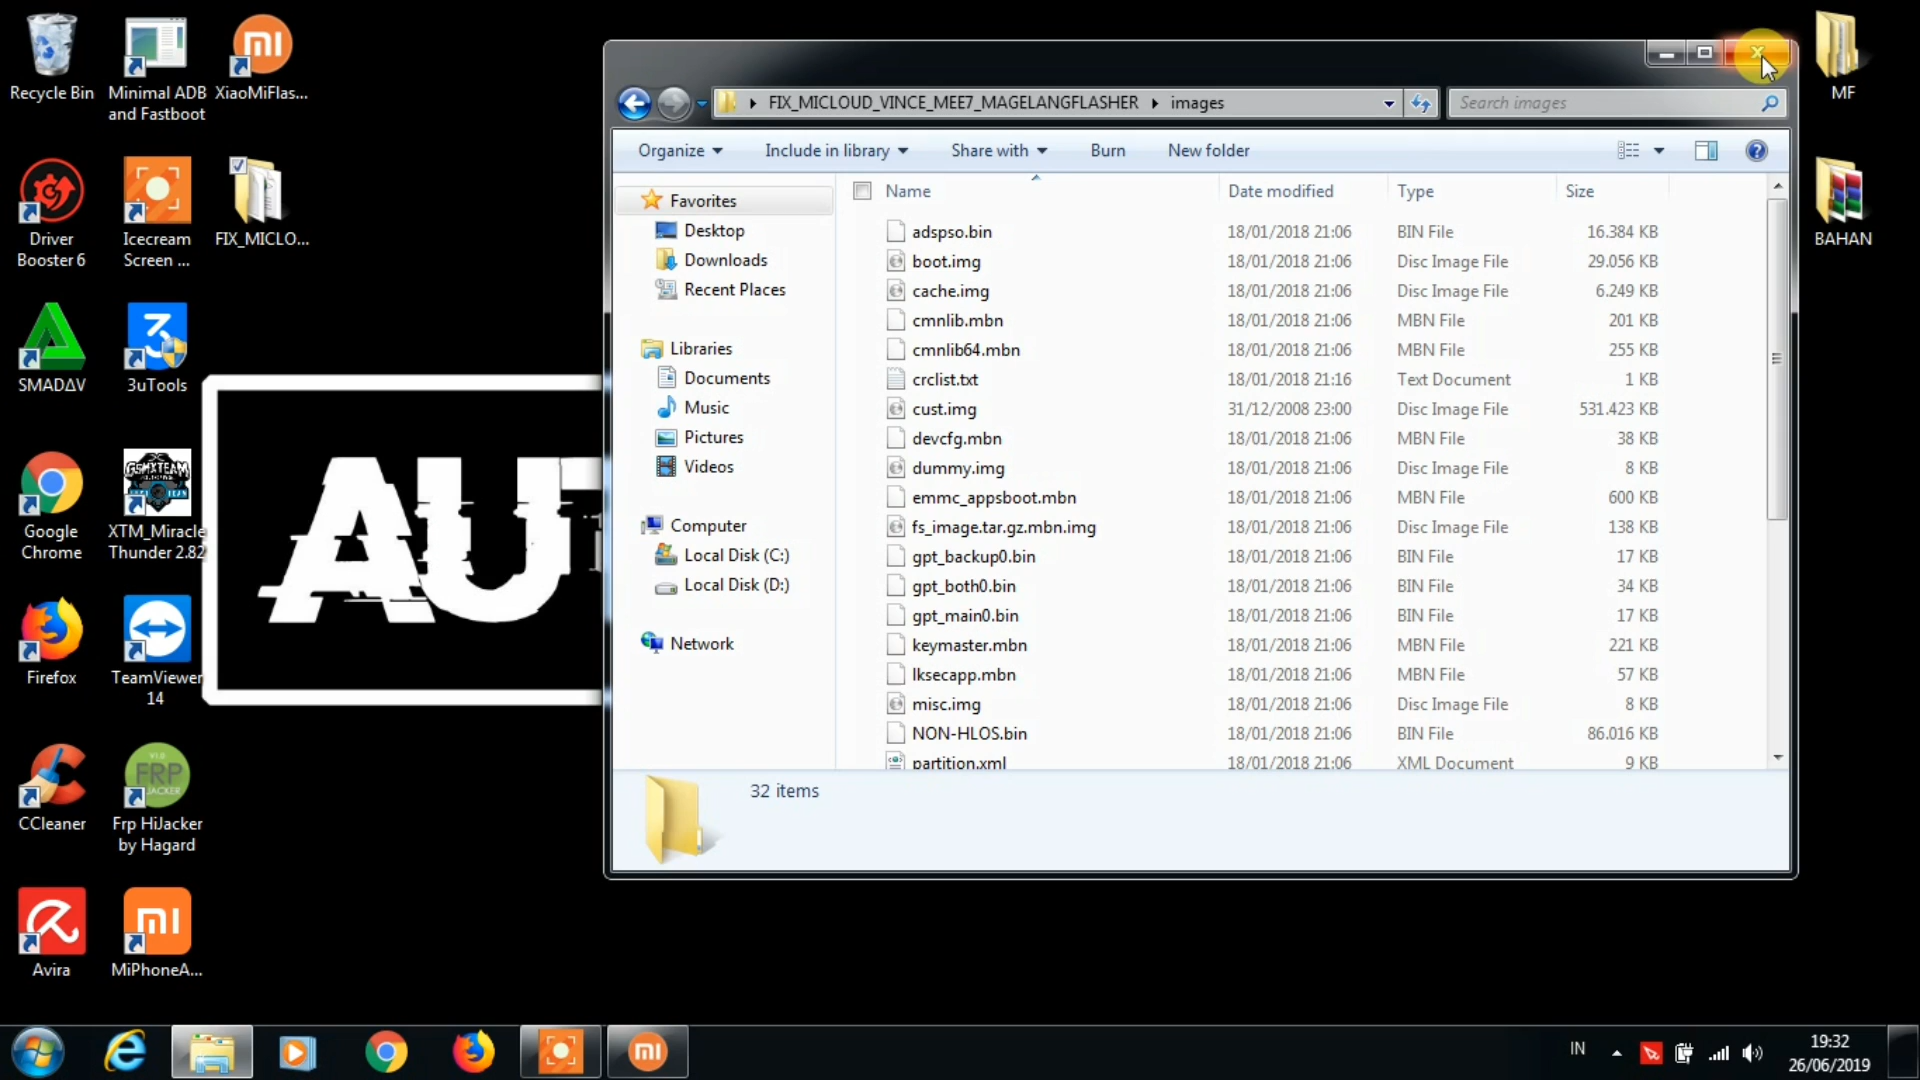 Recycle Bin
Minimal ADB
and Fastboot
XiaoMiFlas...
Driver
Booster 6
Icecream
Screen ...
FIX_MICLO...
SMADΔV
3uTools
Google
Chrome
GSMXTEAM
XTM_Miracle
Thunder 2.82
Firefox
TeamViewer
14
CCleaner
V1.0
FRP
HIJACKER
Frp HiJacker
by Hagard
Avira
MiPhoneA...
MF
BAHAN
AUT
FIX_MICLOUD_VINCE_MEE7_MAGELANGFLASHER
images
Search images
Organize
Include in library
Share with
Burn
New folder
Favorites
Desktop
Downloads
Recent Places
Libraries
Documents
Music
Pictures
Videos
Computer
Local Disk (C:)
Local Disk (D:)
Network
Name Date modified Type Size
adspso.bin 18/01/2018 21:06 BIN File 16.384 KB
boot.img 18/01/2018 21:06 Disc Image File 29.056 KB
cache.img 18/01/2018 21:06 Disc Image File 6.249 KB
cmnlib.mbn 18/01/2018 21:06 MBN File 201 KB
cmnlib64.mbn 18/01/2018 21:06 MBN File 255 KB
crclist.txt 18/01/2018 21:16 Text Document 1 KB
cust.img 31/12/2008 23:00 Disc Image File 531.423 KB
devcfg.mbn 18/01/2018 21:06 MBN File 38 KB
dummy.img 18/01/2018 21:06 Disc Image File 8 KB
emmc_appsboot.mbn 18/01/2018 21:06 MBN File 600 KB
fs_image.tar.gz.mbn.img 18/01/2018 21:06 Disc Image File 138 KB
gpt_backup0.bin 18/01/2018 21:06 BIN File 17 KB
gpt_both0.bin 18/01/2018 21:06 BIN File 34 KB
gpt_main0.bin 18/01/2018 21:06 BIN File 17 KB
keymaster.mbn 18/01/2018 21:06 MBN File 221 KB
lksecapp.mbn 18/01/2018 21:06 MBN File 57 KB
misc.img 18/01/2018 21:06 Disc Image File 8 KB
NON-HLOS.bin 18/01/2018 21:06 BIN File 86.016 KB
partition.xml 18/01/2018 21:06 XML Document 9 KB
32 items
IN
19:32
26/06/2019